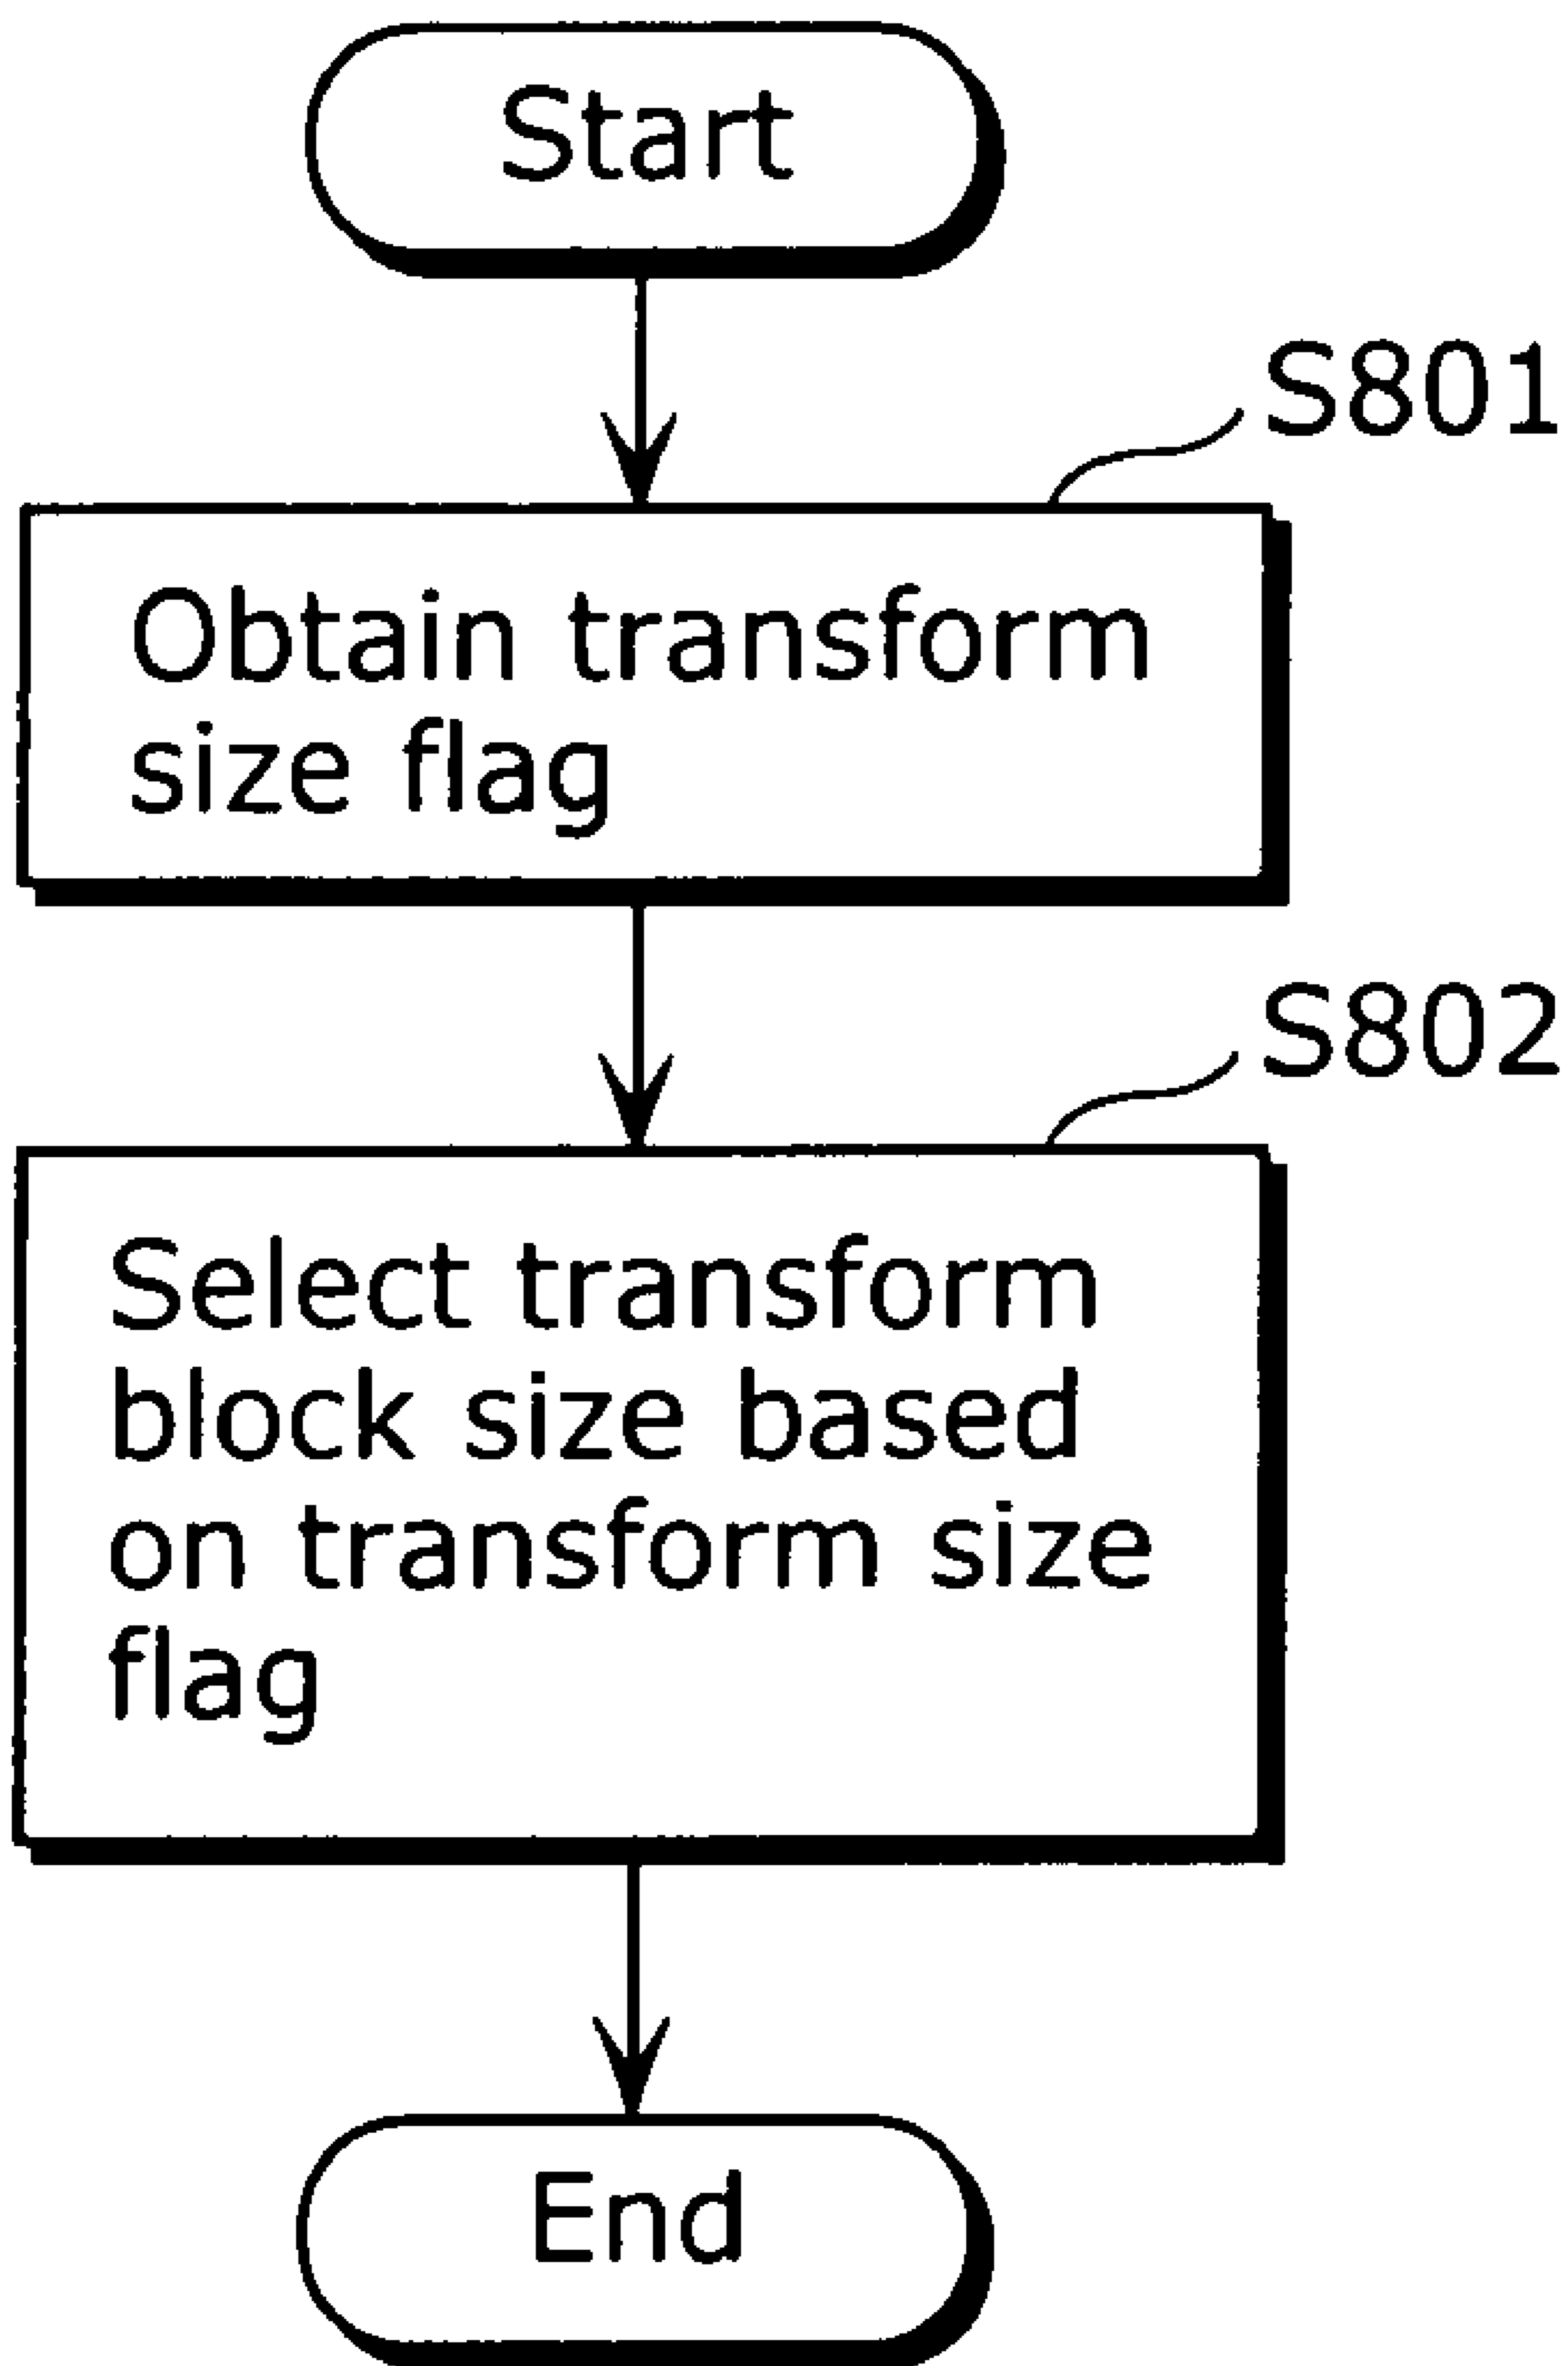 Start
S801
Obtain transform
size flag
S802
Select transform
block size based
on transform size
flag
End